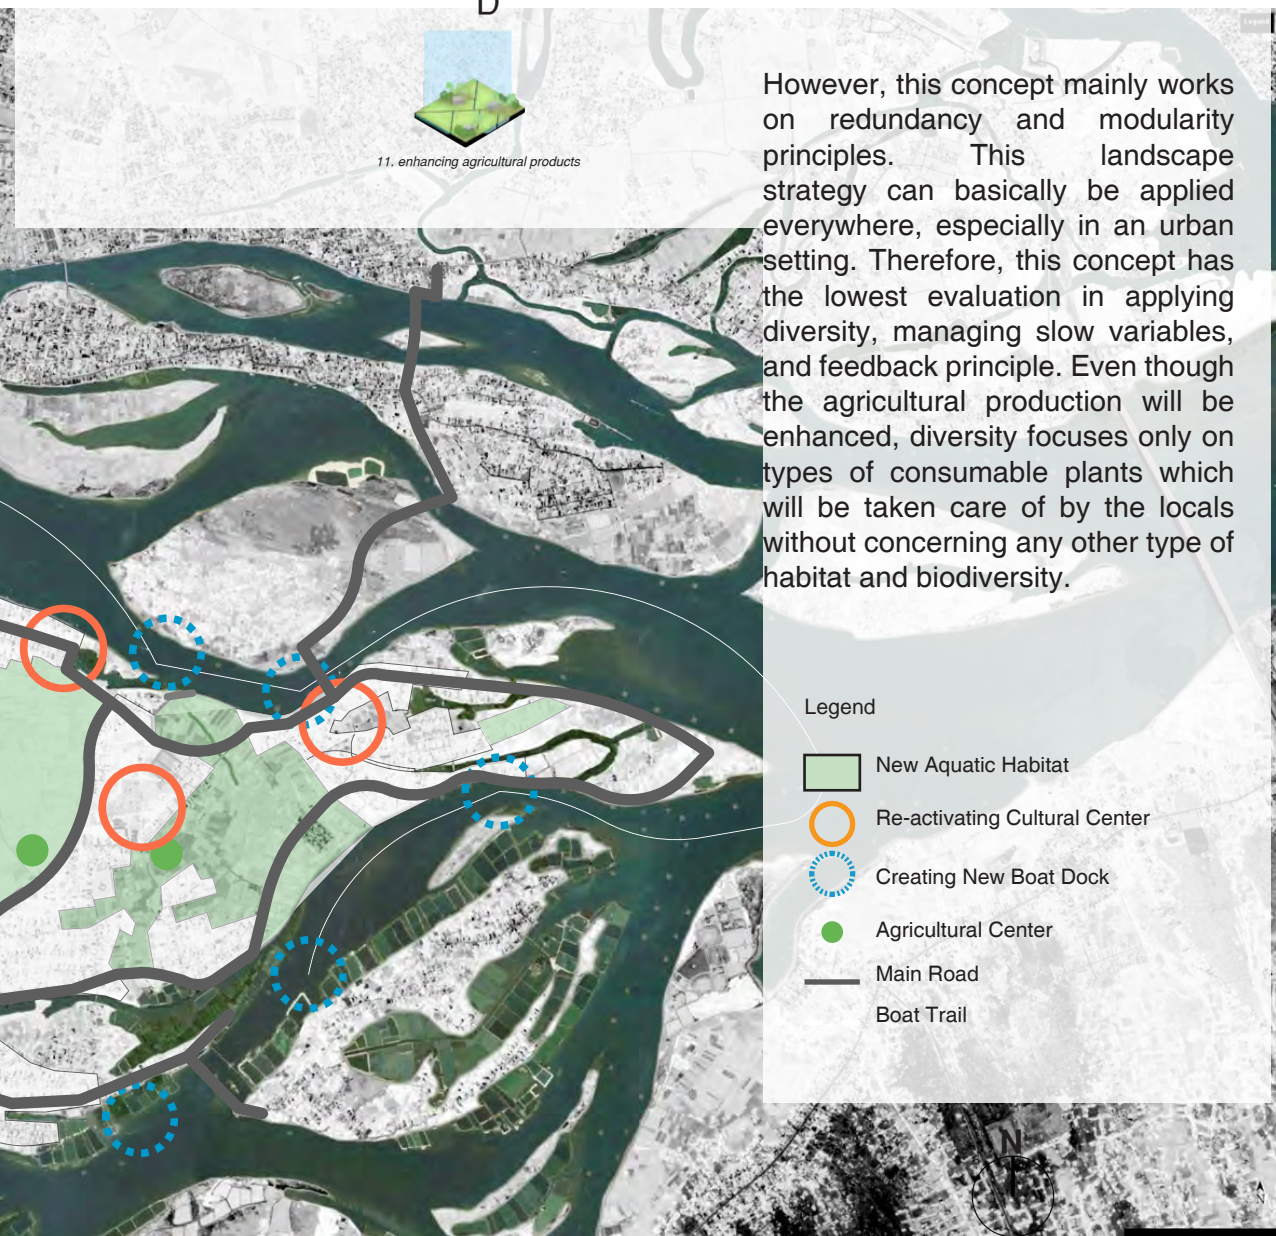 D
11. enhancing agricultural products
However, this concept mainly works
on redundancy and modularity
principles. This landscape
strategy can basically be applied
everywhere, especially in an urban
setting. Therefore, this concept has
the lowest evaluation in applying
diversity, managing slow variables,
and feedback principle. Even though
the agricultural production will be
enhanced, diversity focuses only on
types of consumable plants which
will be taken care of by the locals
without concerning any other type of
habitat and biodiversity.
Legend
Legend
New Aquatic Habitat
Re-activating Cultural Center
Creating New Boat Dock
Agricultural Center
Main Road
Boat Trail
N
N